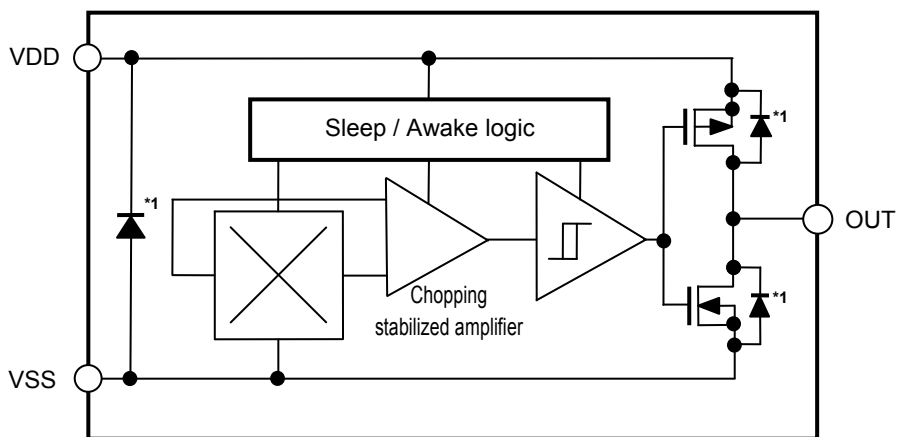 VDD
Sleep / Awake logic
*1
*1
OUT
Chopping
stabilized amplifier
*1
VSS